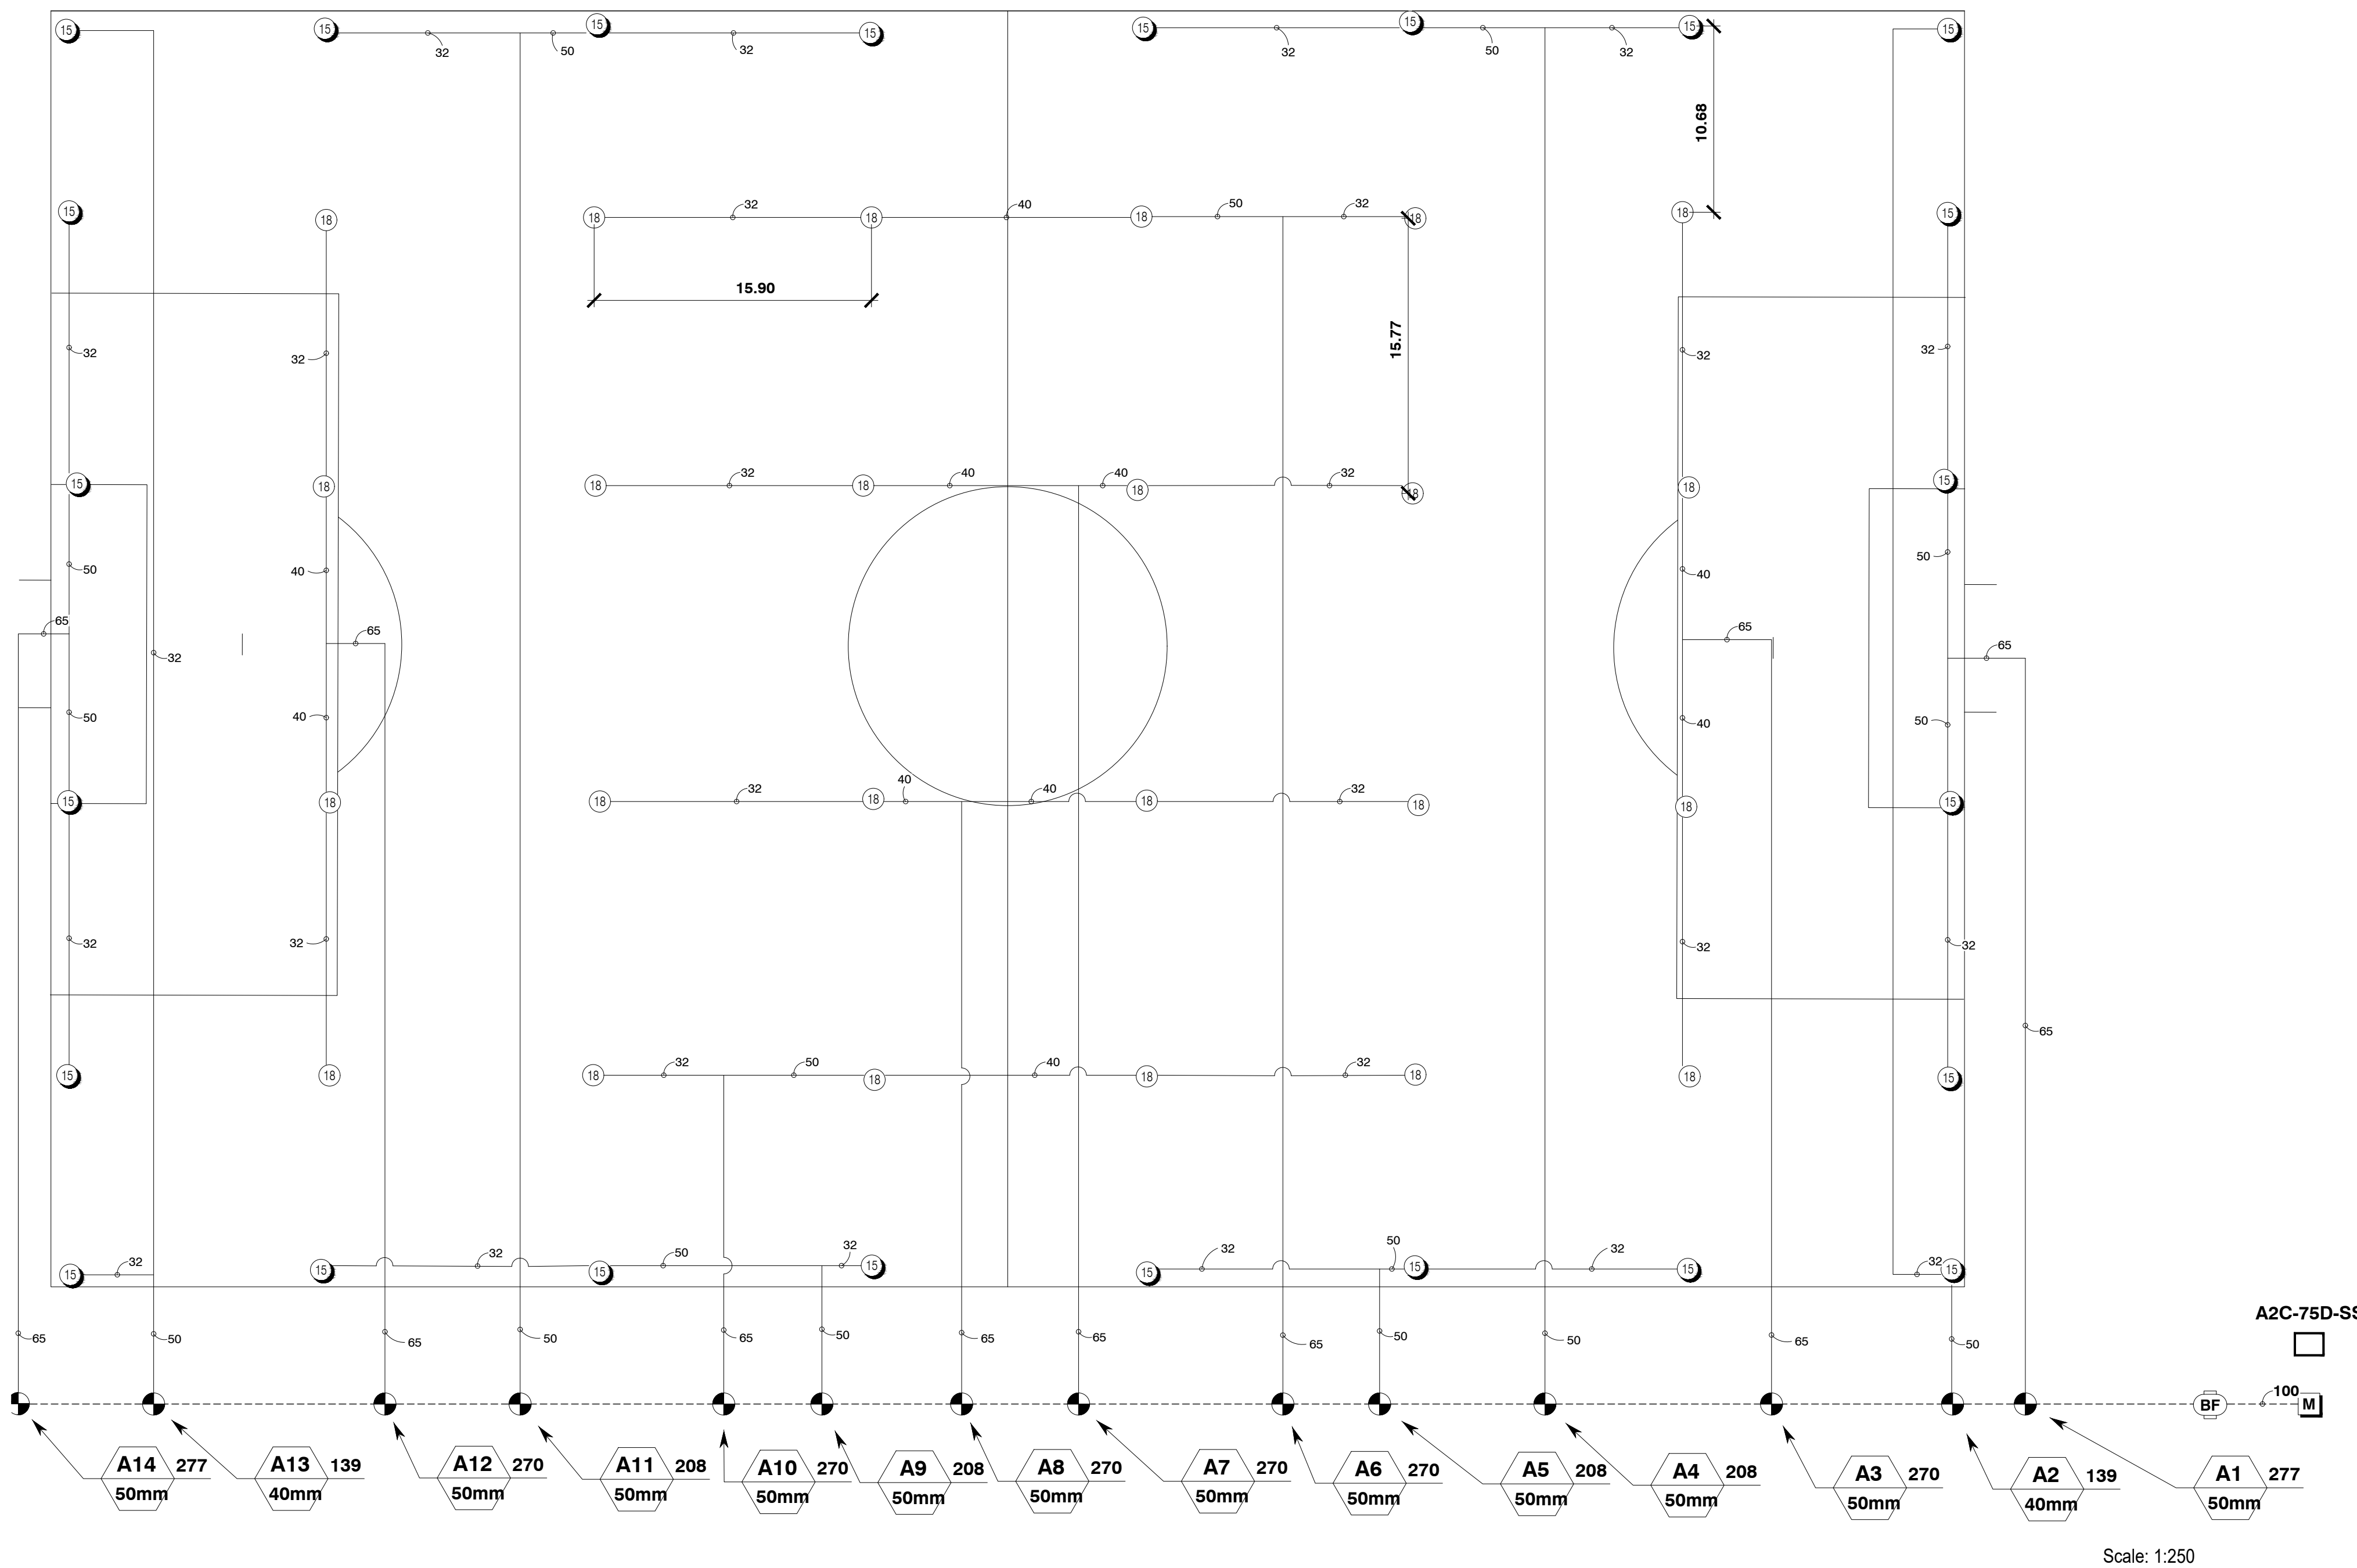 15 15 15 15 15 15 15 15
32 50 32 32 50 32
10.68
15 18 18 18 18 18 18 15
32 40 50 32
15.90
15.77
32 32 32 32
15 18 18 18 18 18 18 15
32 40 40 32
50 40 40 50
65 65 65 65
32
50 40 40 50
15 18 18 18 18 18 18 15
32 40 40 32
32 32 32 32
65
15 18 18 18 18 18 18 15
32 50 40 32
15 15 15 15 15 15 15 15
32 32 50 32 32 50 32 32
A2C-75D-SS
65 50 65 50 65 50 65 65 65 50 50 65 50
BF 100 M
A14 277
50mm
A13 139
40mm
A12 270
50mm
A11 208
50mm
A10 270
50mm
A9 208
50mm
A8 270
50mm
A7 270
50mm
A6 270
50mm
A5 208
50mm
A4 208
50mm
A3 270
50mm
A2 139
40mm
A1 277
50mm
Scale: 1:250